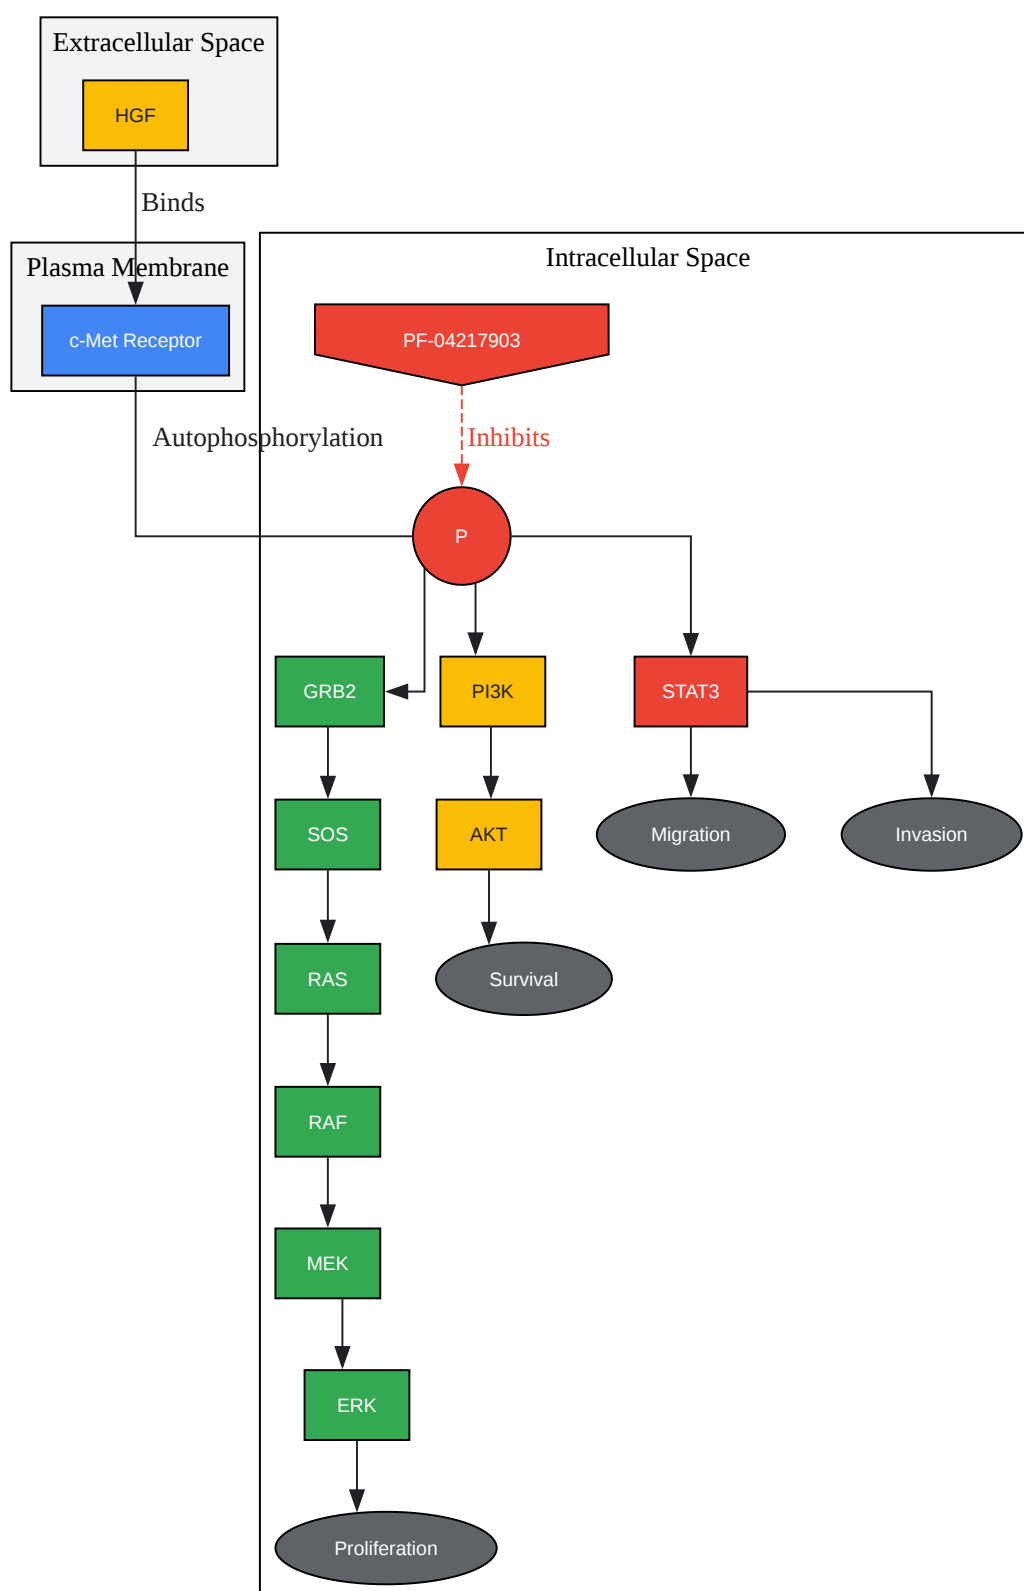 Extracellular Space
HGF
Binds
Plasma Membrane
c-Met Receptor
Intracellular Space
PF-04217903
Autophosphorylation
Inhibits
P
GRB2
PI3K
STAT3
SOS
AKT
Migration
Invasion
RAS
Survival
RAF
MEK
ERK
Proliferation